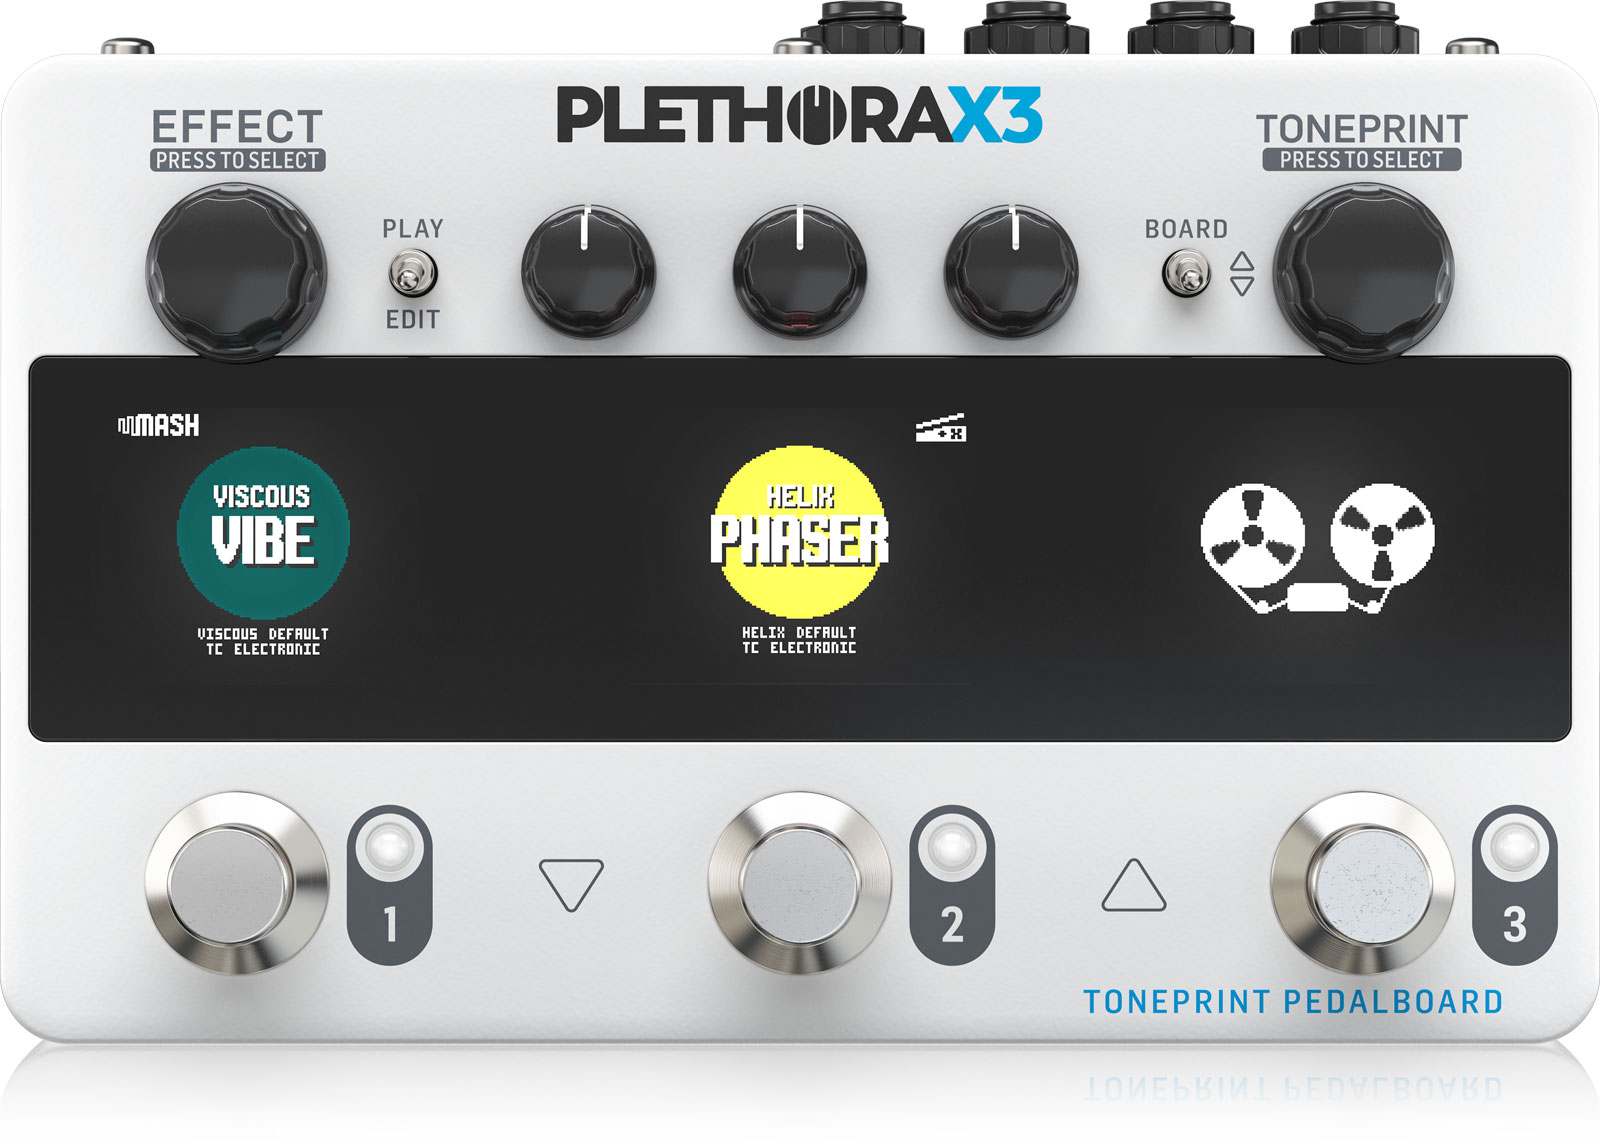 PLETHORAX3
EFFECT
PRESS TO SELECT
TONEPRINT
PRESS TO SELECT
PLAY
EDIT
BOARD
MASH
VISCOUS
VIBE
VISCOUS DEFAULT
TC ELECTRONIC
+X
HELIX
PHASER
HELIX DEFAULT
TC ELECTRONIC
1
2
3
TONEPRINT PEDALBOARD